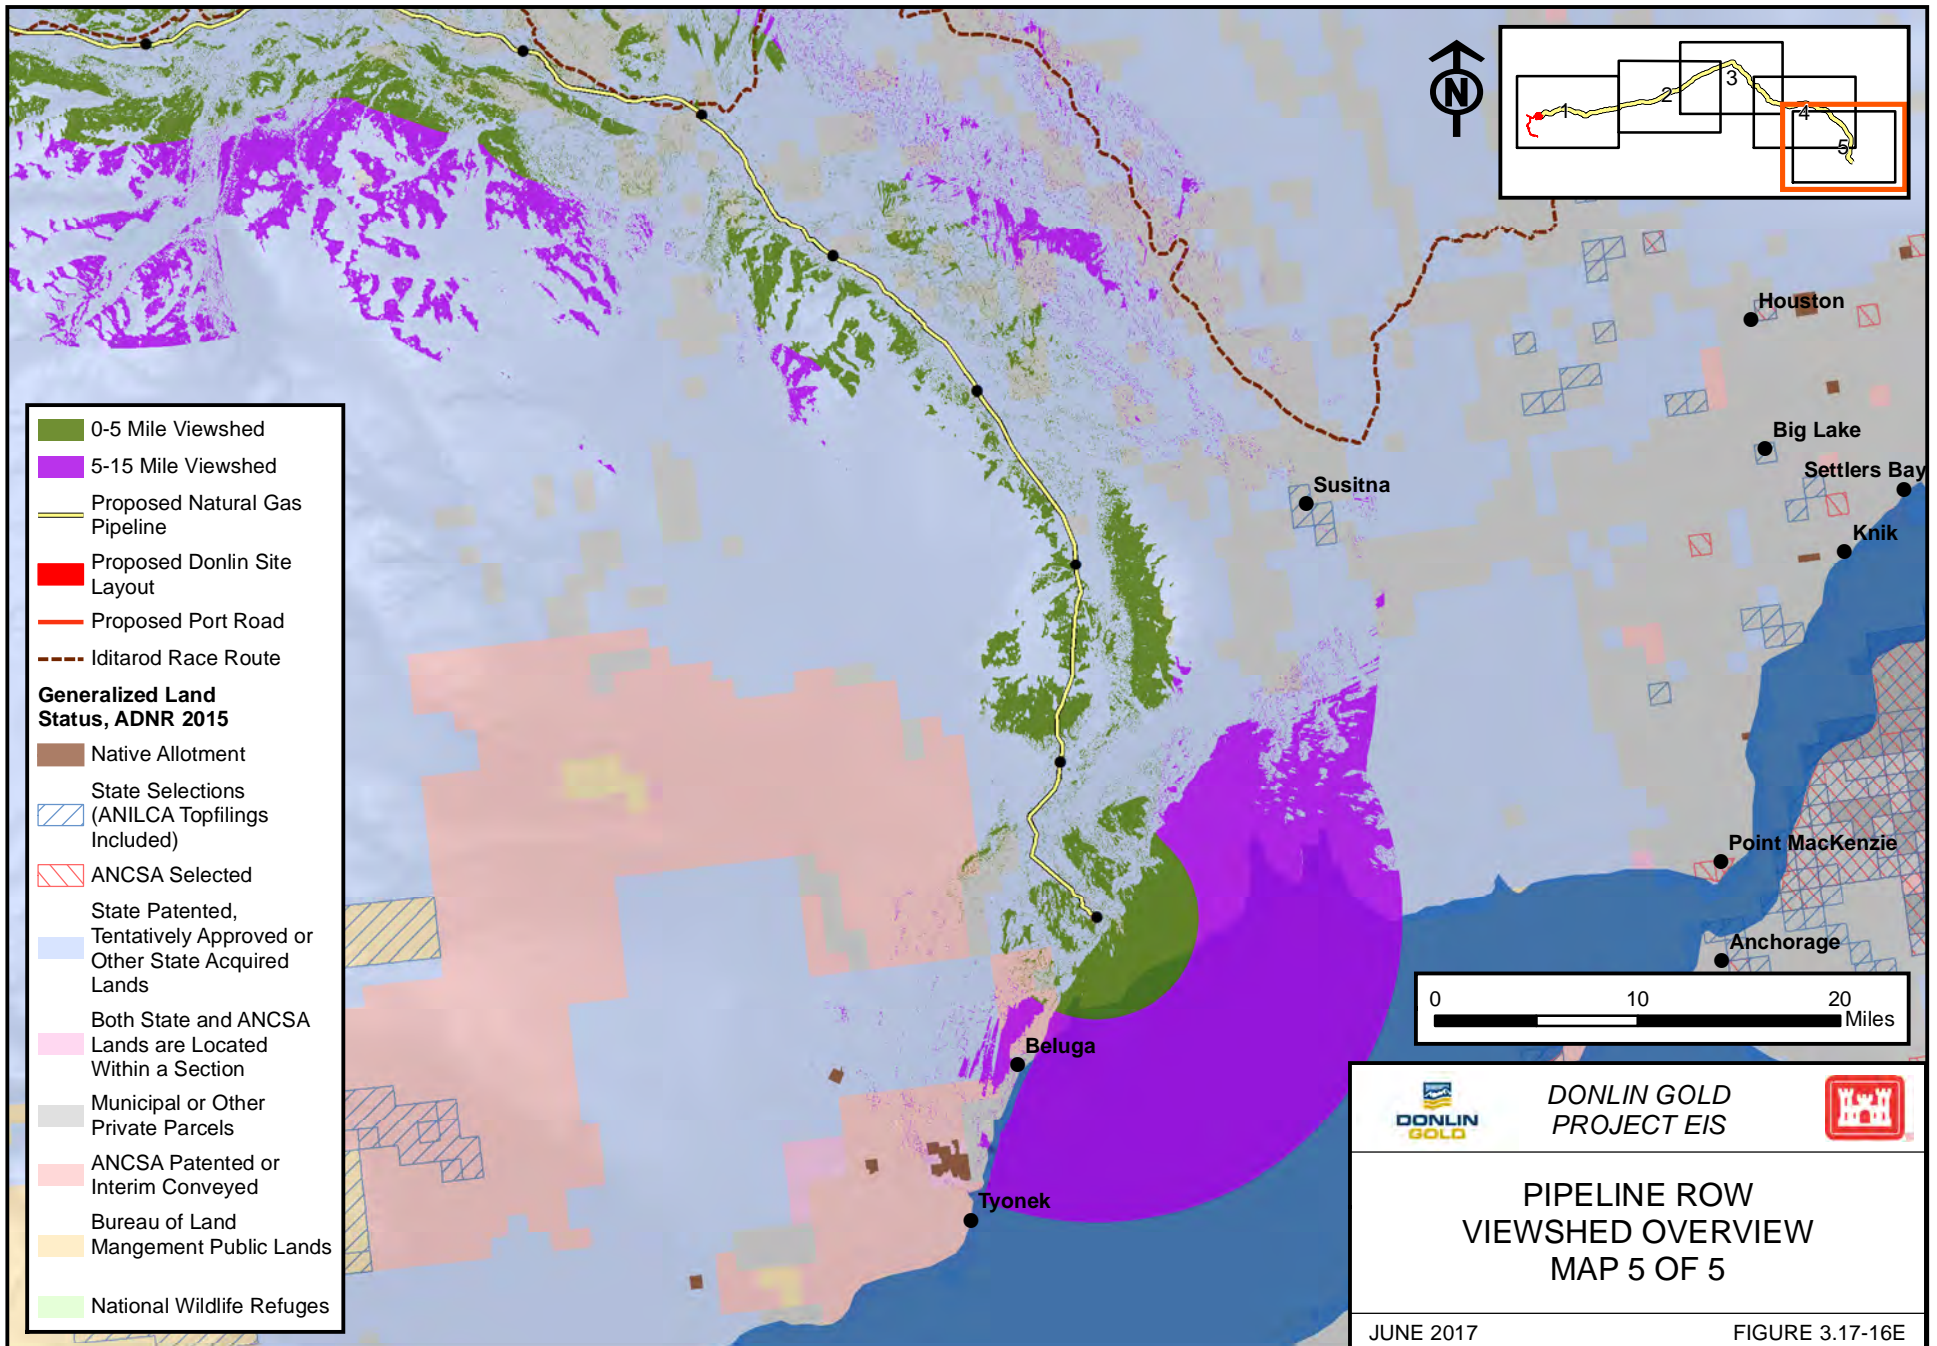 N
1
2
3
4
5
Houston
Big Lake
Settlers Bay
Susitna
Knik
Point MacKenzie
Anchorage
Beluga
Tyonek
0-5 Mile Viewshed
5-15 Mile Viewshed
Proposed Natural Gas
Pipeline
Proposed Donlin Site
Layout
Proposed Port Road
Iditarod Race Route
Generalized Land
Status, ADNR 2015
Native Allotment
State Selections
(ANILCA Topfilings
Included)
ANCSA Selected
State Patented,
Tentatively Approved or
Other State Acquired
Lands
Both State and ANCSA
Lands are Located
Within a Section
Municipal or Other
Private Parcels
ANCSA Patented or
Interim Conveyed
Bureau of Land
Mangement Public Lands
National Wildlife Refuges
0 10 20
Miles
DONLIN
GOLD
DONLIN GOLD
PROJECT EIS
PIPELINE ROW
VIEWSHED OVERVIEW
MAP 5 OF 5
JUNE 2017
FIGURE 3.17-16E